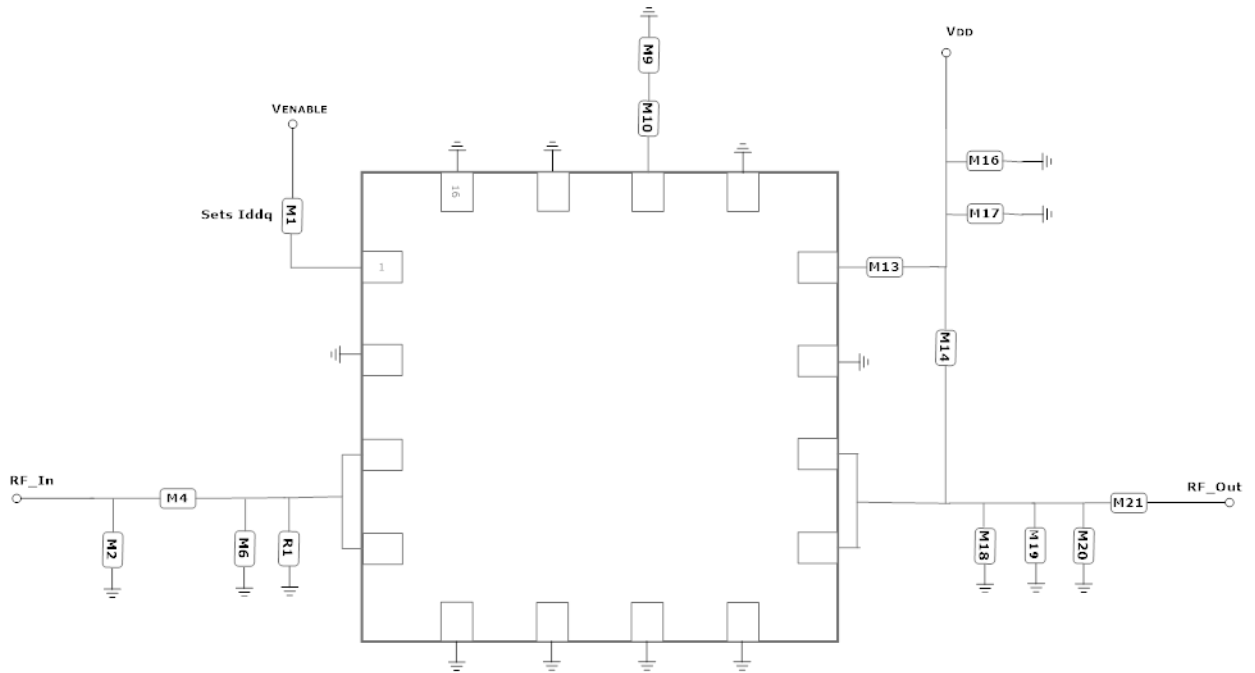 M9
VDD
M10
VENABLE
M16
16
Sets Iddq
M1
M17
1
M13
M14
RF_In
M4
RF_Out
M21
M2
M6
R1
M18
M19
M20